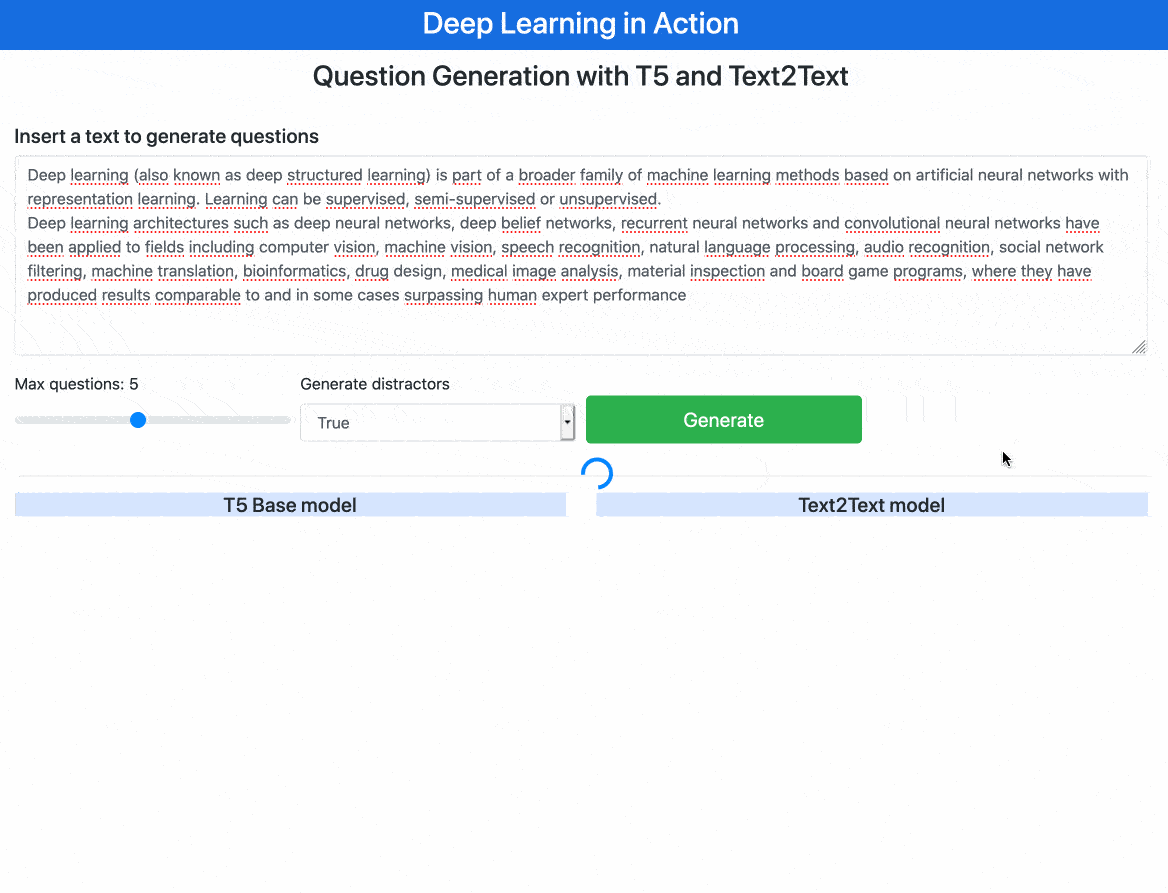 Deep Learning in Action
Question Generation with T5 and Text2Text
Insert a text to generate questions
Deep learning (also known as deep structured learning) is part of a broader family of machine learning methods based on artificial neural networks with
representation learning. Learning can be supervised, semi-supervised or unsupervised.
Deep learning architectures such as deep neural networks, deep belief networks, recurrent neural networks and convolutional neural networks have
been applied to fields including computer vision, machine vision, speech recognition, natural language processing, audio recognition, social network
filtering, machine translation, bioinformatics, drug design, medical image analysis, material inspection and board game programs, where they have
produced results comparable to and in some cases surpassing human expert performance
Max questions: 5
Generate distractors
True
Generate
T5 Base model
Text2Text model